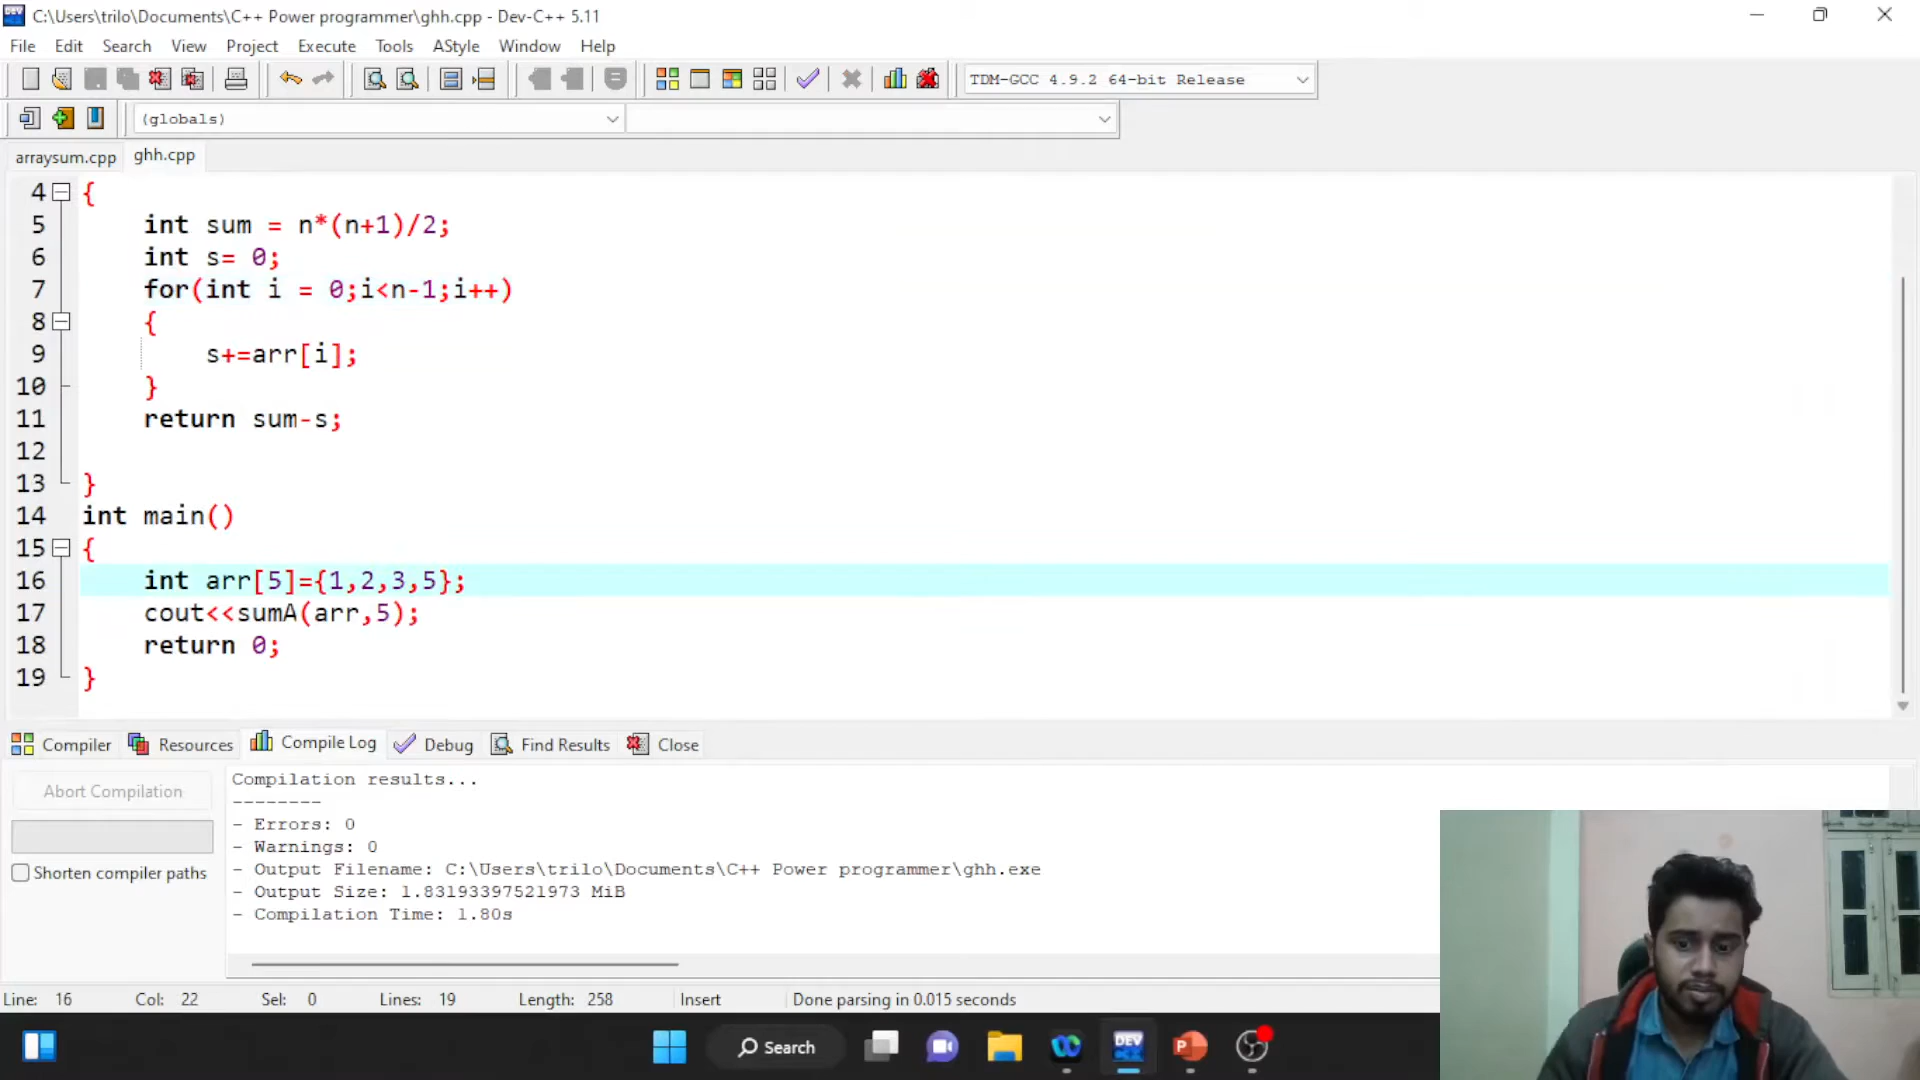 C:\Users\trilo\Documents\C++ Power programmer\ghh.cpp - Dev-C++ 5.11
File Edit Search View Project Execute Tools AStyle Window Help
TDM-GCC 4.9.2 64-bit Release
(globals)
arraysum.cpp ghh.cpp
4 {
5 int sum = n*(n+1)/2;
6 int s= 0;
7 for(int i = 0;i<n-1;i++)
8 {
9 s+=arr[i];
10 }
11 return sum-s;
12
13 }
14 int main()
15 {
16 int arr[5]={1,2,3,5};
17 cout<<sumA(arr,5);
18 return 0;
19 }
Compiler Resources Compile Log Debug Find Results Close
Abort Compilation
Shorten compiler paths
Compilation results...
--------
- Errors: 0
- Warnings: 0
- Output Filename: C:\Users\trilo\Documents\C++ Power programmer\ghh.exe
- Output Size: 1.83193397521973 MiB
- Compilation Time: 1.80s
Line: 16 Col: 22 Sel: 0 Lines: 19 Length: 258 Insert Done parsing in 0.015 seconds
Search
DEV
P